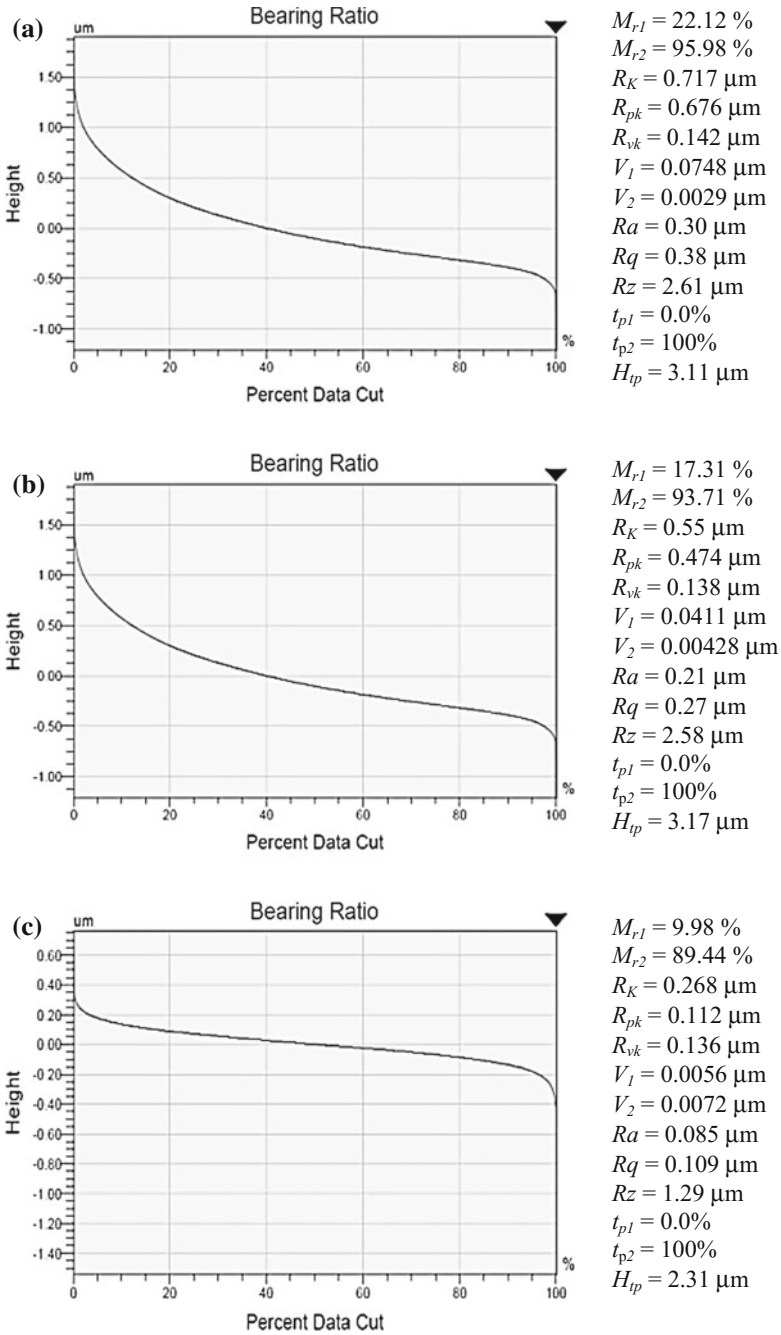 (a)
Bearing Ratio
um
1.50
1.00
0.50
0.00
-0.50
-1.00
Height
%
0 20 40 60 80 100
Percent Data Cut
Mr1 = 22.12 %
Mr2 = 95.98 %
RK = 0.717 µm
Rpk = 0.676 µm
Rvk = 0.142 µm
V1 = 0.0748 µm
V2 = 0.0029 µm
Ra = 0.30 µm
Rq = 0.38 µm
Rz = 2.61 µm
tp1 = 0.0%
tp2 = 100%
Htp = 3.11 µm
(b)
Bearing Ratio
um
1.50
1.00
0.50
0.00
-0.50
-1.00
Height
%
0 20 40 60 80 100
Percent Data Cut
Mr1 = 17.31 %
Mr2 = 93.71 %
RK = 0.55 µm
Rpk = 0.474 µm
Rvk = 0.138 µm
V1 = 0.0411 µm
V2 = 0.00428 µm
Ra = 0.21 µm
Rq = 0.27 µm
Rz = 2.58 µm
tp1 = 0.0%
tp2 = 100%
Htp = 3.17 µm
(c)
Bearing Ratio
um
0.60
0.40
0.20
0.00
-0.20
-0.40
-0.60
-0.80
-1.00
-1.20
-1.40
Height
%
0 20 40 60 80 100
Percent Data Cut
Mr1 = 9.98 %
Mr2 = 89.44 %
RK = 0.268 µm
Rpk = 0.112 µm
Rvk = 0.136 µm
V1 = 0.0056 µm
V2 = 0.0072 µm
Ra = 0.085 µm
Rq = 0.109 µm
Rz = 1.29 µm
tp1 = 0.0%
tp2 = 100%
Htp = 2.31 µm